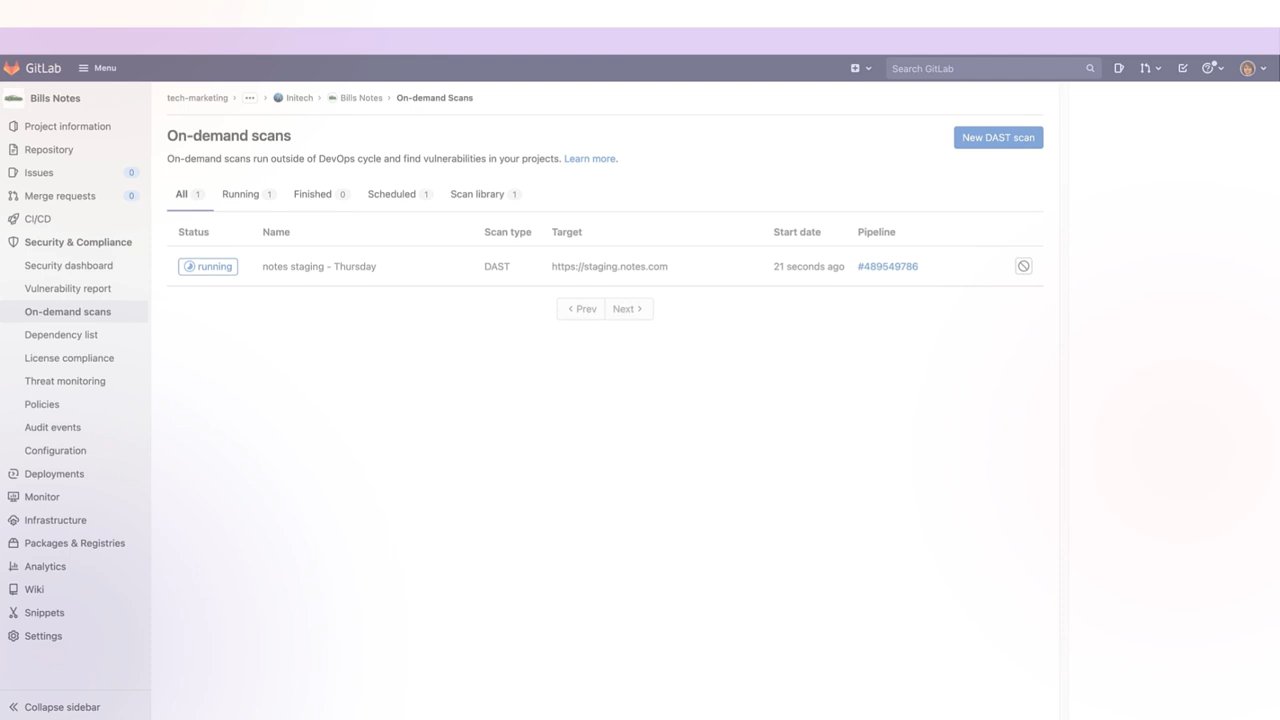 GitLab
Menu
Search GitLab
Bills Notes
Project information
Repository
Issues 0
Merge requests 0
CI/CD
Security & Compliance
Security dashboard
Vulnerability report
On-demand scans
Dependency list
License compliance
Threat monitoring
Policies
Audit events
Configuration
Deployments
Monitor
Infrastructure
Packages & Registries
Analytics
Wiki
Snippets
Settings
Collapse sidebar
tech-marketing › ... › Initech › Bills Notes › On-demand Scans
On-demand scans
New DAST scan
On-demand scans run outside of DevOps cycle and find vulnerabilities in your projects. Learn more.
All 1 Running 1 Finished 0 Scheduled 1 Scan library 1
Status Name Scan type Target Start date Pipeline
running notes staging - Thursday DAST https://staging.notes.com 21 seconds ago #489549786
Prev Next